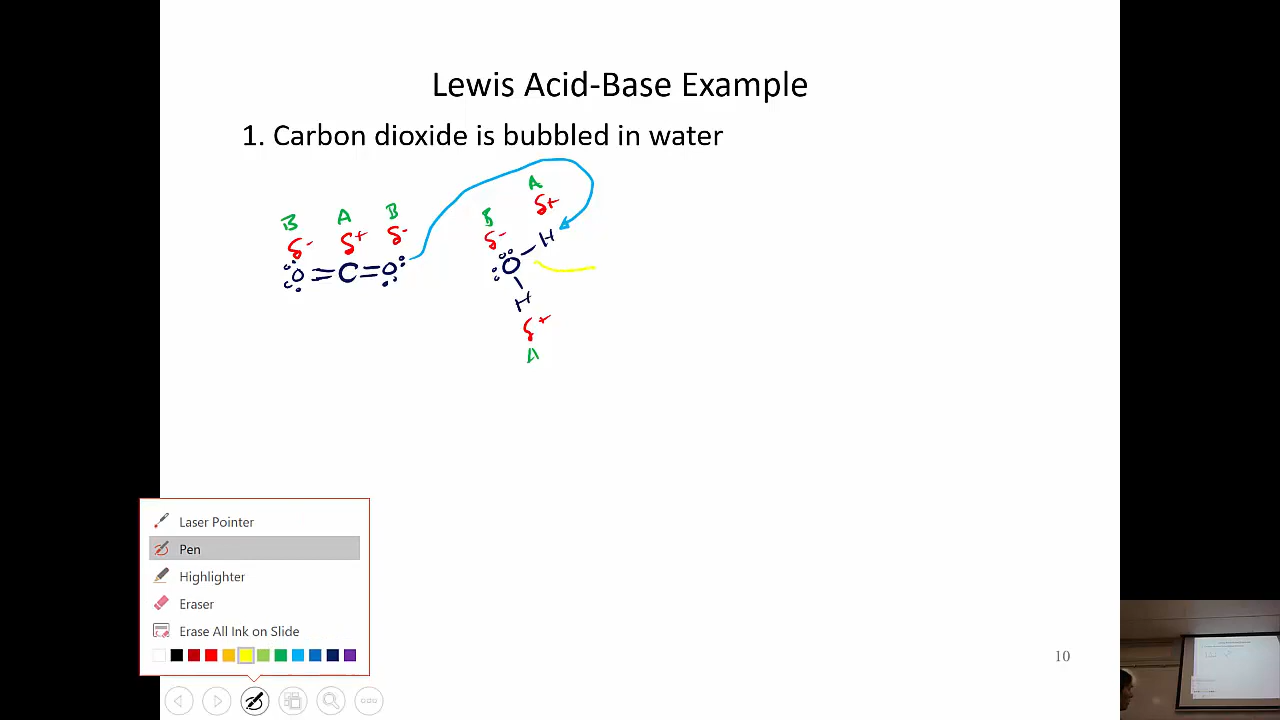 Lewis Acid-Base Example
1. Carbon dioxide is bubbled in water
B A B B A
δ- δ+ δ- δ- δ+
O=C=O O-H
H
δ+
A
Laser Pointer
Pen
Highlighter
Eraser
Erase All Ink on Slide
10